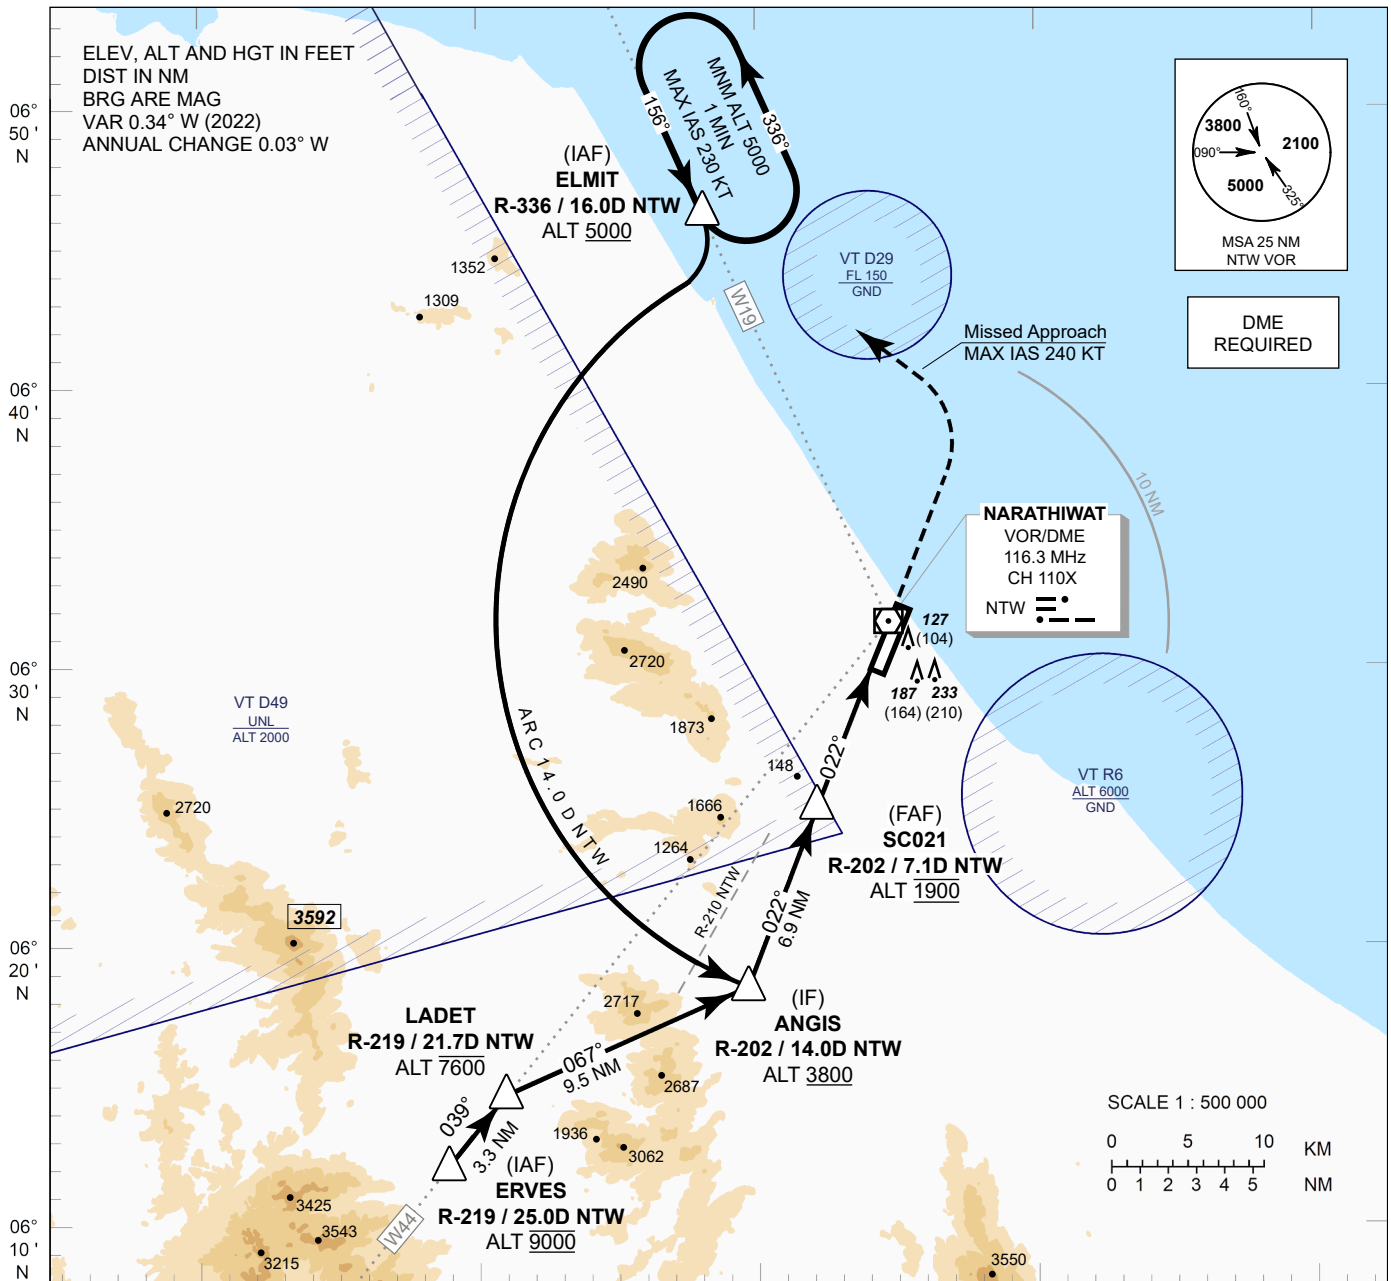 ELEV, ALT AND HGT IN FEET
DIST IN NM
BRG ARE MAG
VAR 0.34° W (2022)
ANNUAL CHANGE 0.03° W
06°
50 '
N
06°
40 '
N
06°
30 '
N
06°
20 '
N
06°
10 '
N
156°
MAX IAS 230 KT
1 MIN
MNM ALT 5000
336°
(IAF)
ELMIT
R-336 / 16.0D NTW
ALT 5000
160°
3800
2100
090°
5000
325°
MSA 25 NM
NTW VOR
DME
REQUIRED
VT D29
FL 150
GND
W19
Missed Approach
MAX IAS 240 KT
10 NM
1352
1309
NARATHIWAT
VOR/DME
116.3 MHz
CH 110X
NTW
127
(104)
187
233
(164) (210)
2490
2720
1873
VT D49
UNL
ALT 2000
ARC 14.0 D NTW
148
022°
2720
1666
1264
VT R6
ALT 6000
GND
(FAF)
SC021
R-202 / 7.1D NTW
ALT 1900
R-210 NTW
022°
6.9 NM
3592
2717
LADET
R-219 / 21.7D NTW
ALT 7600
(IF)
ANGIS
R-202 / 14.0D NTW
ALT 3800
067°
9.5 NM
2687
039°
3.3 NM
1936
3062
(IAF)
ERVES
R-219 / 25.0D NTW
ALT 9000
W44
3425
3543
3215
3550
SCALE 1 : 500 000
0 5 10 KM
0 1 2 3 4 5 NM